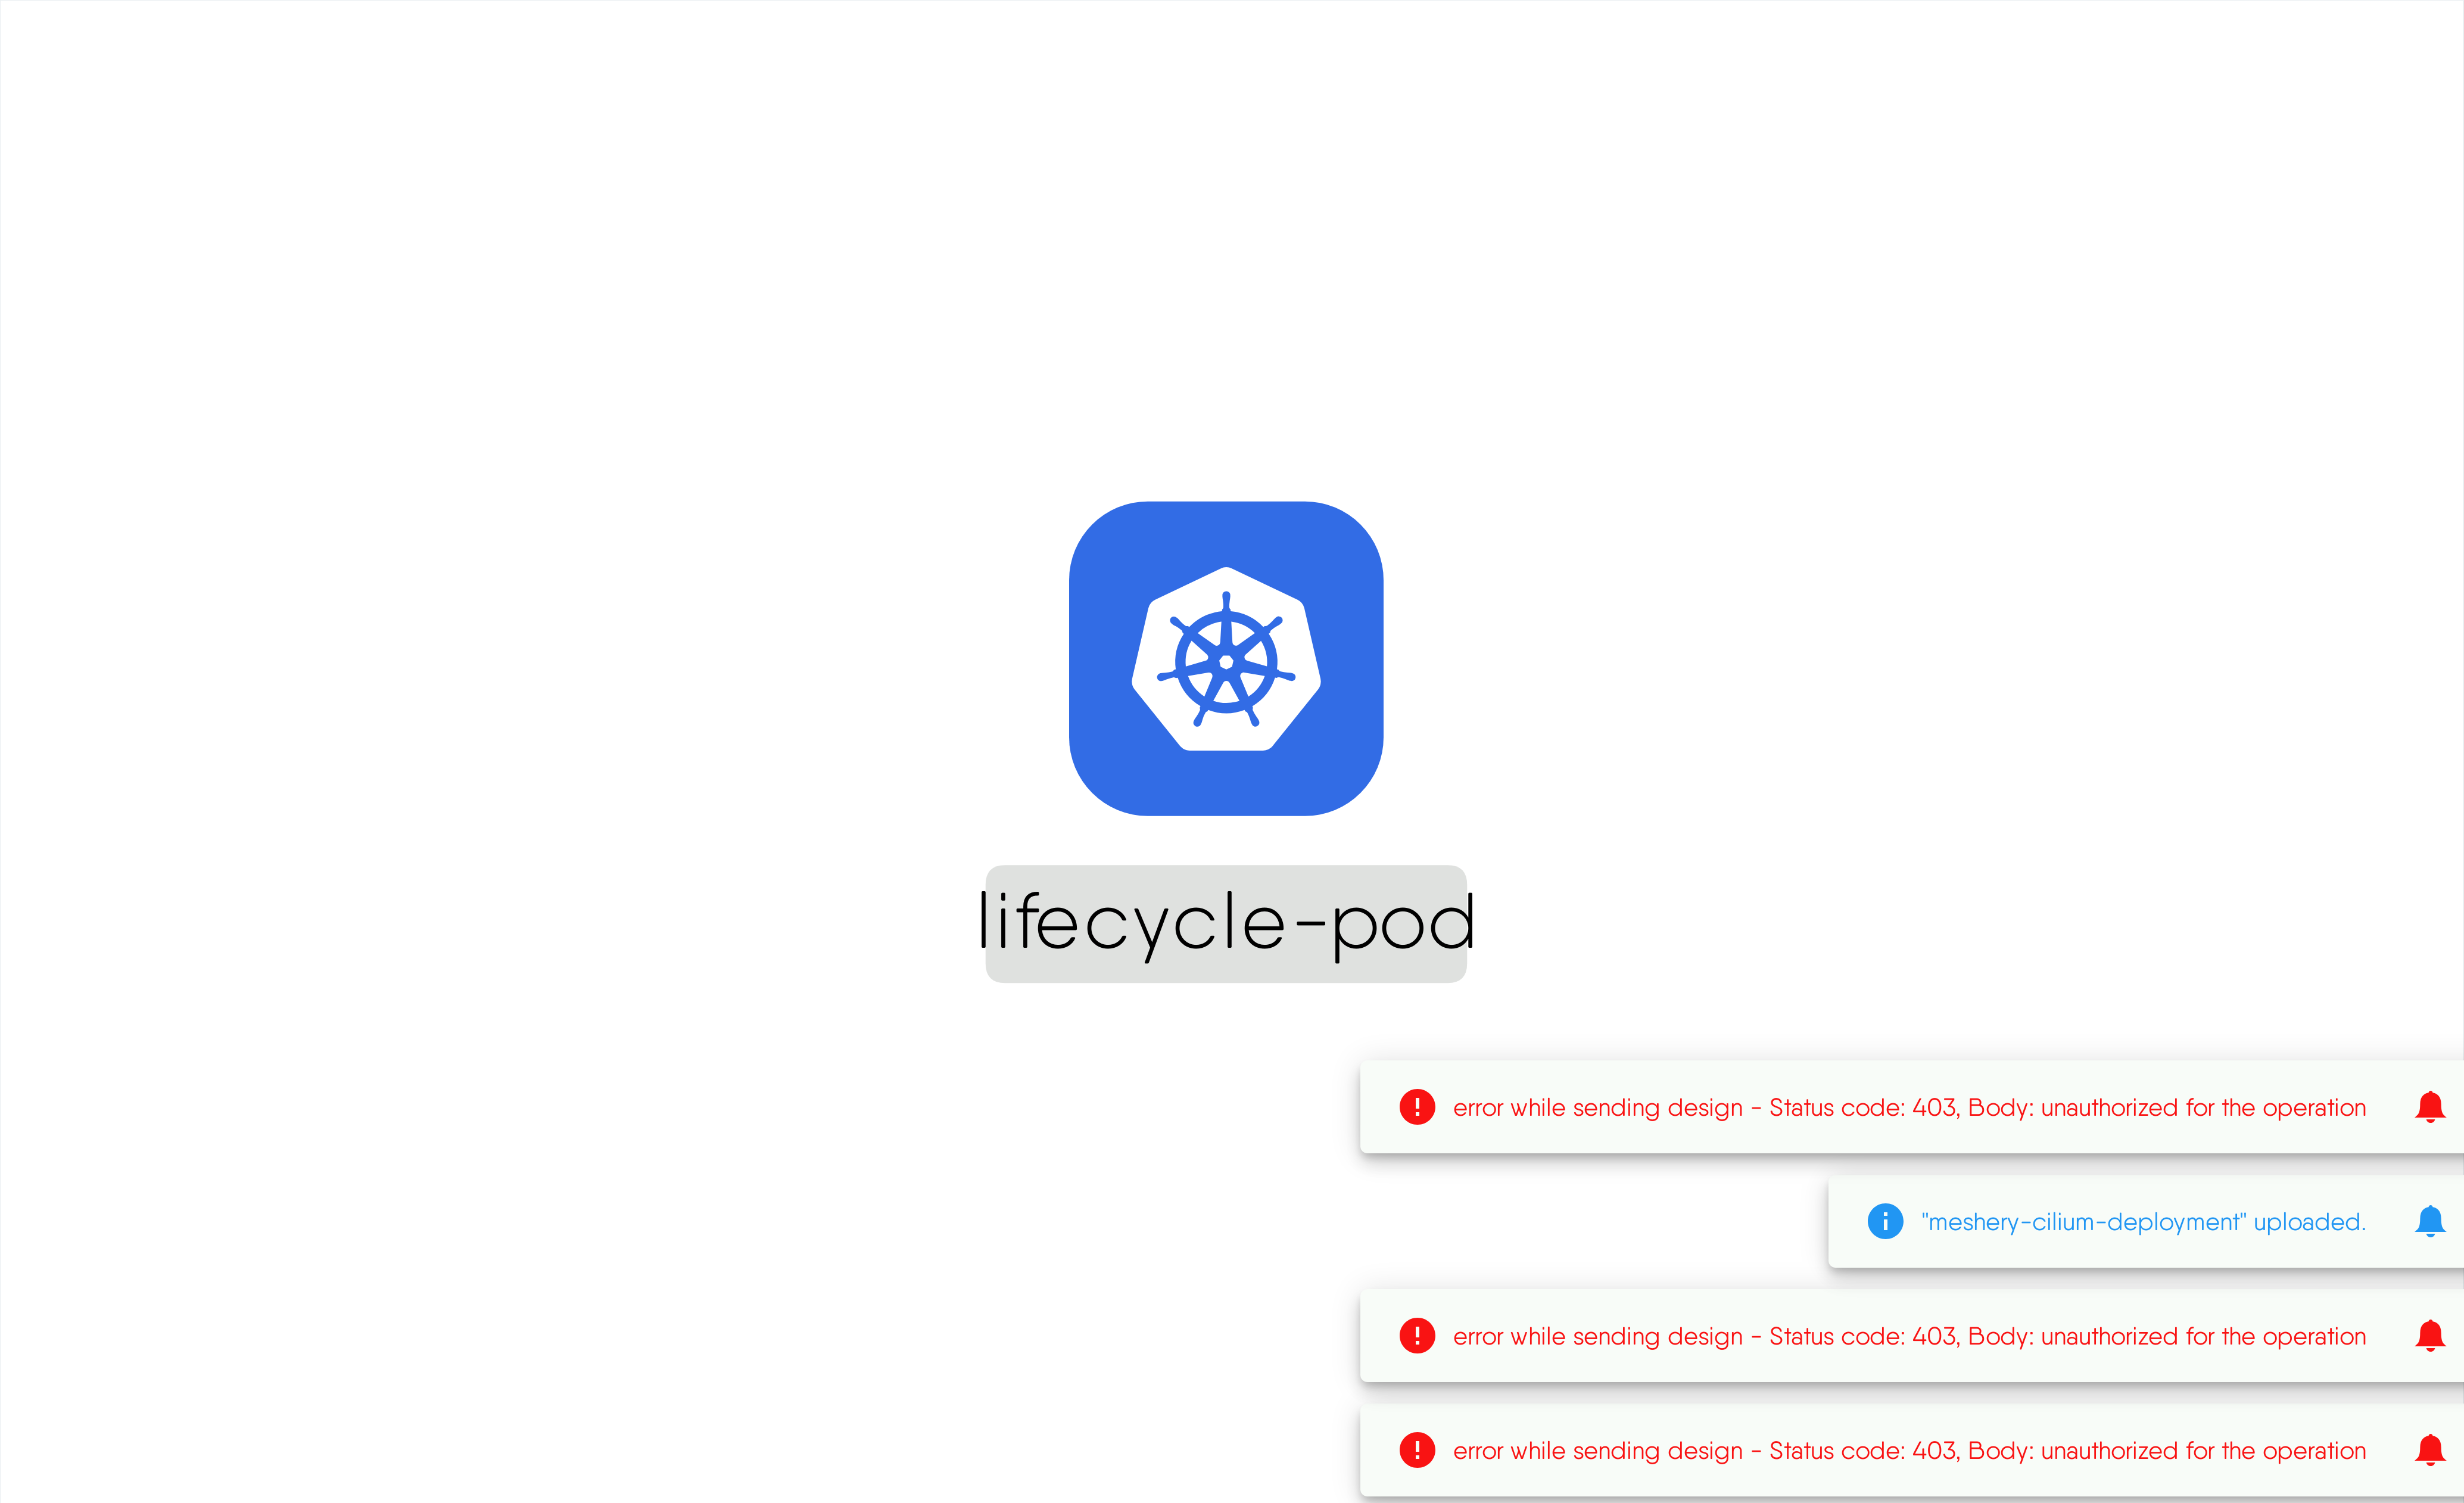 lifecycle-pod
error while sending design - Status code: 403, Body: unauthorized for the operation
"meshery-cilium-deployment" uploaded.
error while sending design - Status code: 403, Body: unauthorized for the operation
error while sending design - Status code: 403, Body: unauthorized for the operation